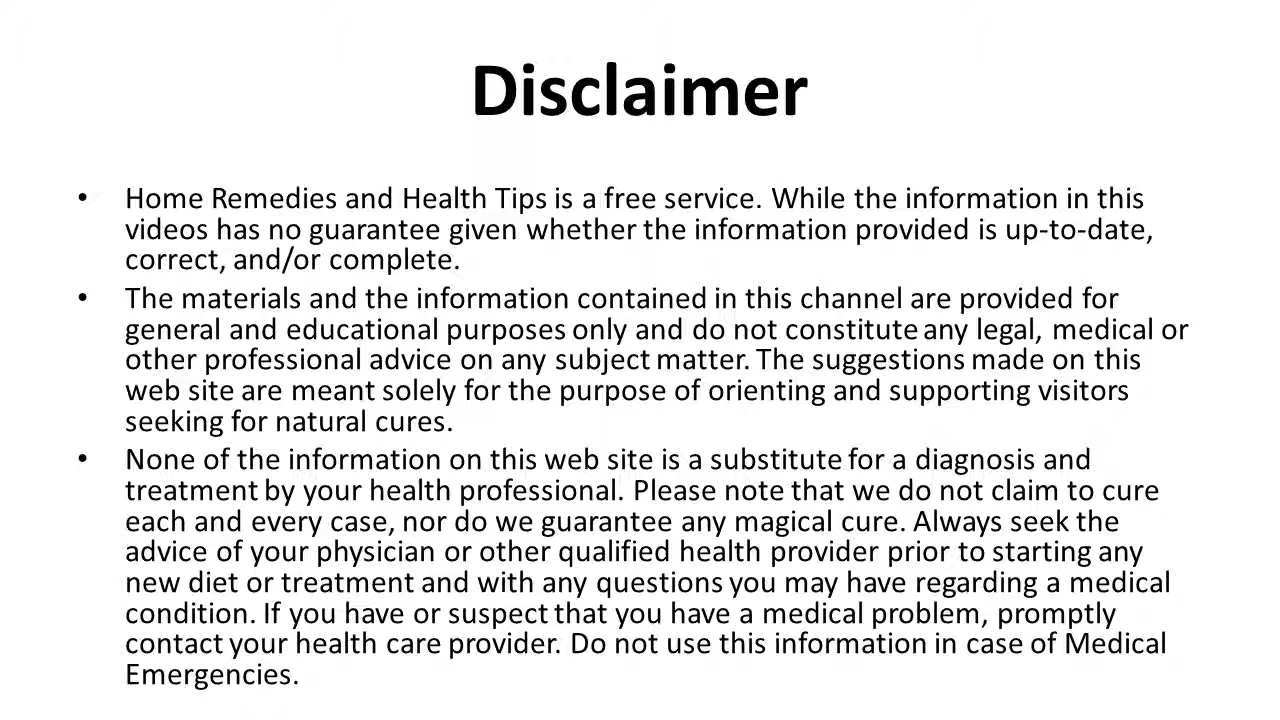 Disclaimer
• Home Remedies and Health Tips is a free service. While the information in this
videos has no guarantee given whether the information provided is up-to-date,
correct, and/or complete.
• The materials and the information contained in this channel are provided for
general and educational purposes only and do not constitute any legal, medical or
other professional advice on any subject matter. The suggestions made on this
web site are meant solely for the purpose of orienting and supporting visitors
seeking for natural cures.
• None of the information on this web site is a substitute for a diagnosis and
treatment by your health professional. Please note that we do not claim to cure
each and every case, nor do we guarantee any magical cure. Always seek the
advice of your physician or other qualified health provider prior to starting any
new diet or treatment and with any questions you may have regarding a medical
condition. If you have or suspect that you have a medical problem, promptly
contact your health care provider. Do not use this information in case of Medical
Emergencies.